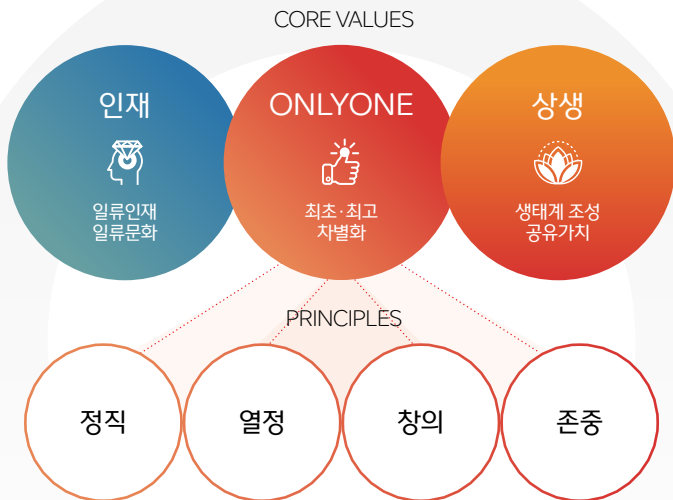 CORE VALUES
인재
일류인재
일류문화
ONLYONE
최초·최고
차별화
상생
생태계 조성
공유가치
PRINCIPLES
정직
열정
창의
존중